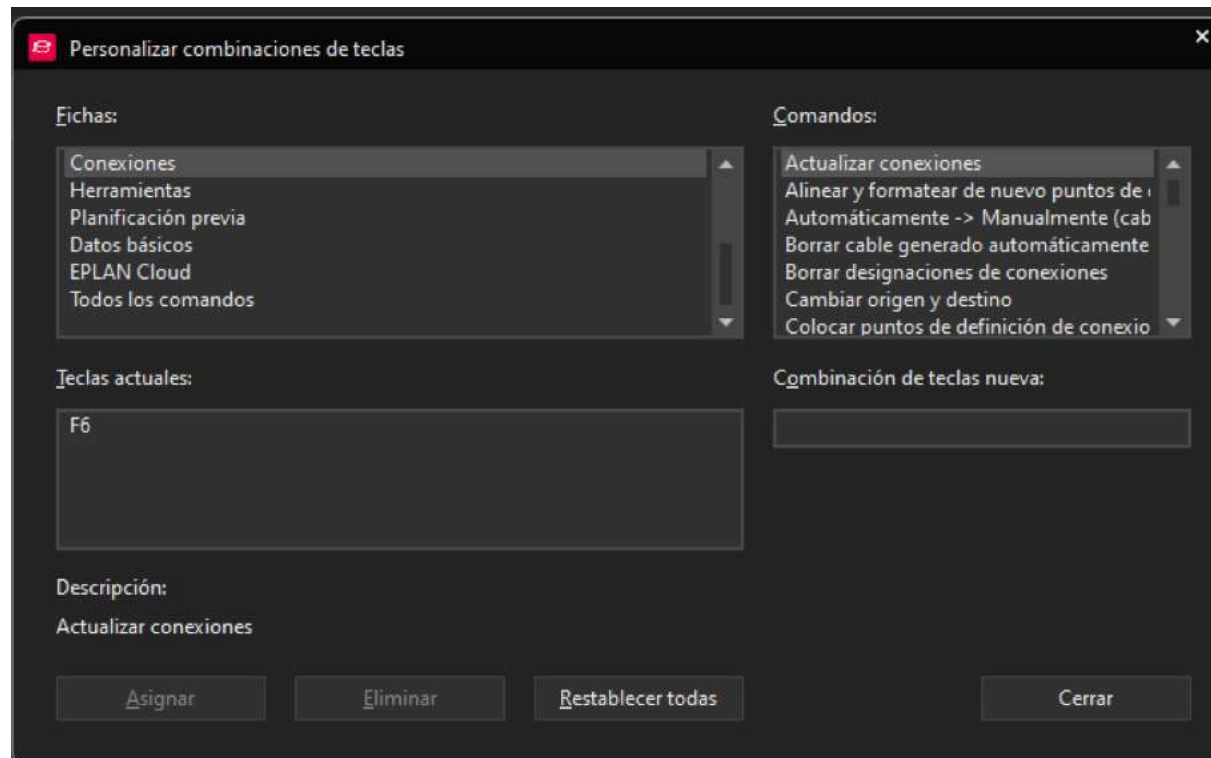 Personalizar combinaciones de teclas
Fichas:
Conexiones
Herramientas
Planificación previa
Datos básicos
EPLAN Cloud
Todos los comandos
Comandos:
Actualizar conexiones
Alinear y formatear de nuevo puntos de
Automáticamente -> Manualmente (cab
Borrar cable generado automáticamente
Borrar designaciones de conexiones
Cambiar origen y destino
Colocar puntos de definición de conexio
Teclas actuales:
F6
Combinación de teclas nueva:
Descripción:
Actualizar conexiones
Asignar
Eliminar
Restablecer todas
Cerrar